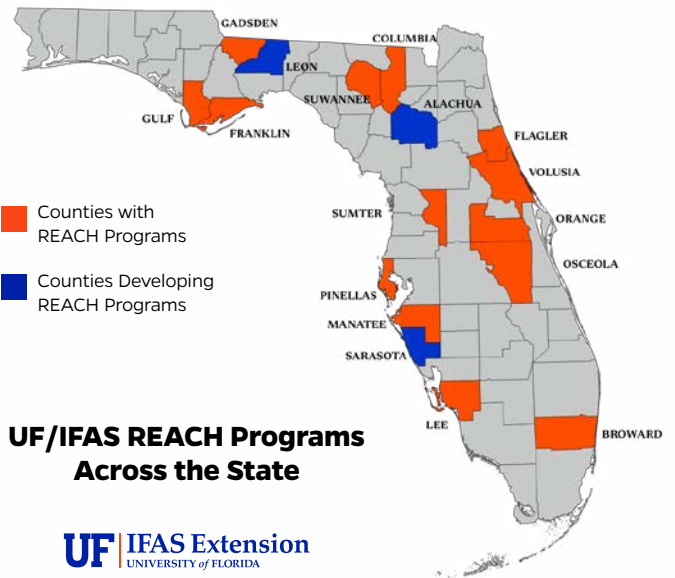 GADSDEN
COLUMBIA
LEON
SUWANNEE
ALACHUA
GULF
FRANKLIN
FLAGLER
VOLUSIA
SUMTER
ORANGE
OSCEOLA
PINELLAS
MANATEE
SARASOTA
LEE
BROWARD
Counties with
REACH Programs
Counties Developing
REACH Programs
UF/IFAS REACH Programs
Across the State
UF IFAS Extension
UNIVERSITY of FLORIDA